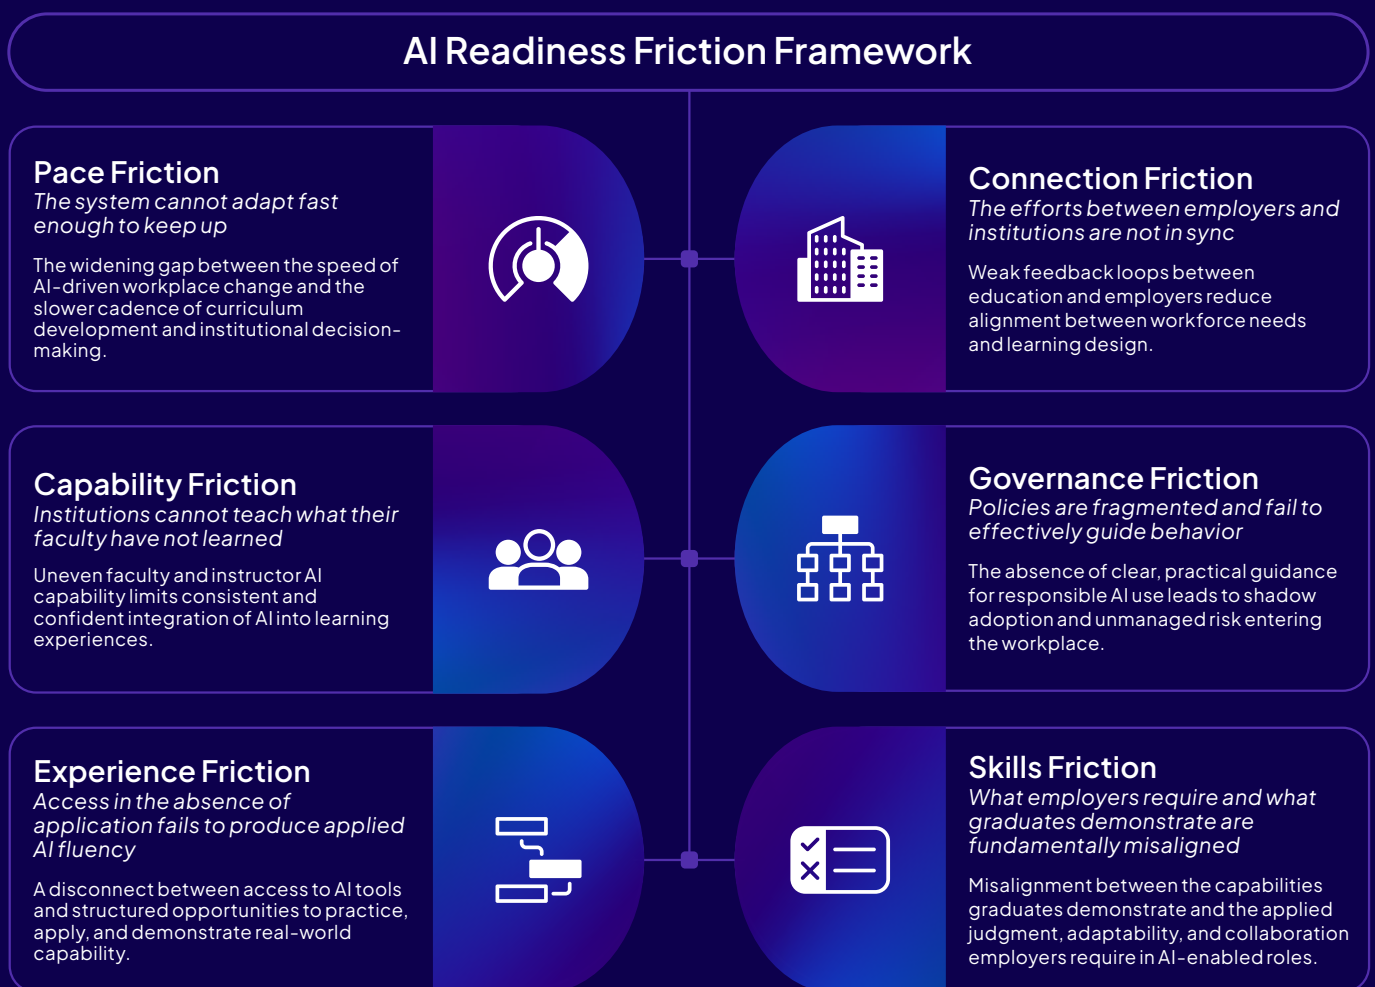 AI Readiness Friction Framework
Pace Friction
The system cannot adapt fast
enough to keep up
The widening gap between the speed of
AI-driven workplace change and the
slower cadence of curriculum
development and institutional decision-
making.
Connection Friction
The efforts between employers and
institutions are not in sync
Weak feedback loops between
education and employers reduce
alignment between workforce needs
and learning design.
Capability Friction
Institutions cannot teach what their
faculty have not learned
Uneven faculty and instructor AI
capability limits consistent and
confident integration of AI into learning
experiences.
Governance Friction
Policies are fragmented and fail to
effectively guide behavior
The absence of clear, practical guidance
for responsible AI use leads to shadow
adoption and unmanaged risk entering
the workplace.
Experience Friction
Access in the absence of
application fails to produce applied
AI fluency
A disconnect between access to AI tools
and structured opportunities to practice,
apply, and demonstrate real-world
capability.
Skills Friction
What employers require and what
graduates demonstrate are
fundamentally misaligned
Misalignment between the capabilities
graduates demonstrate and the applied
judgment, adaptability, and collaboration
employers require in AI-enabled roles.